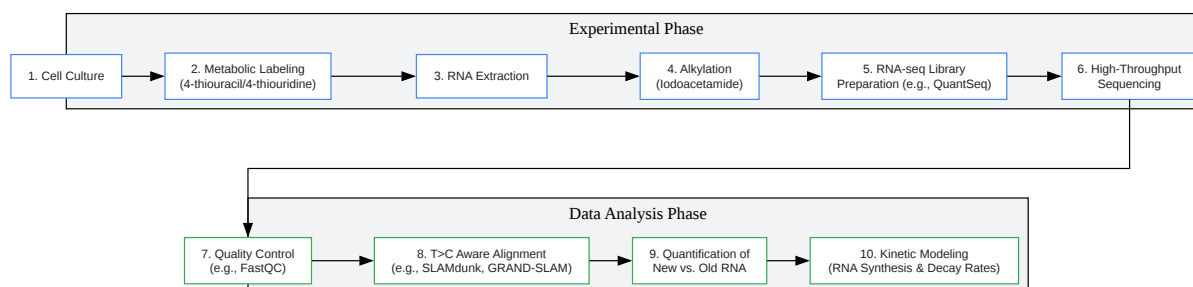 Experimental Phase
1. Cell Culture
2. Metabolic Labeling
(4-thiouracil/4-thiouridine)
3. RNA Extraction
4. Alkylation
(Iodoacetamide)
5. RNA-seq Library
Preparation (e.g., QuantSeq)
6. High-Throughput
Sequencing
Data Analysis Phase
7. Quality Control
(e.g., FastQC)
8. T>C Aware Alignment
(e.g., SLAMdunk, GRAND-SLAM)
9. Quantification of
New vs. Old RNA
10. Kinetic Modeling
(RNA Synthesis & Decay Rates)